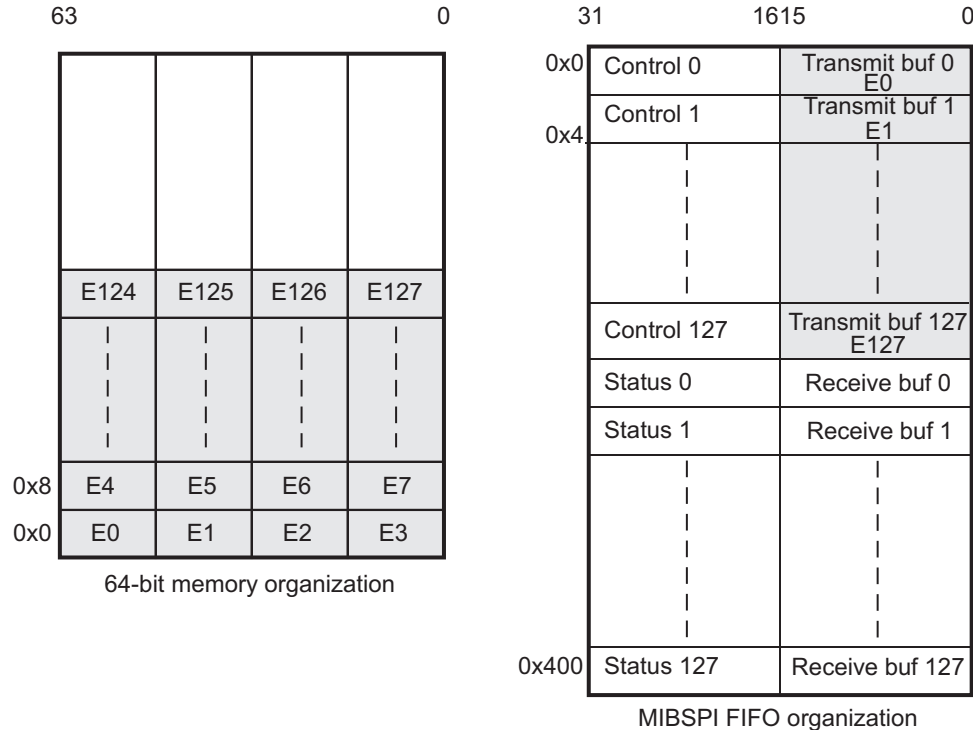 63 0
E124 E125 E126 E127
0x8 E4 E5 E6 E7
0x0 E0 E1 E2 E3
64-bit memory organization
31 1615 0
0x0 Control 0 Transmit buf 0
E0
Control 1 Transmit buf 1
0x4 E1
Control 127 Transmit buf 127
E127
Status 0 Receive buf 0
Status 1 Receive buf 1
0x400 Status 127 Receive buf 127
MIBSPI FIFO organization